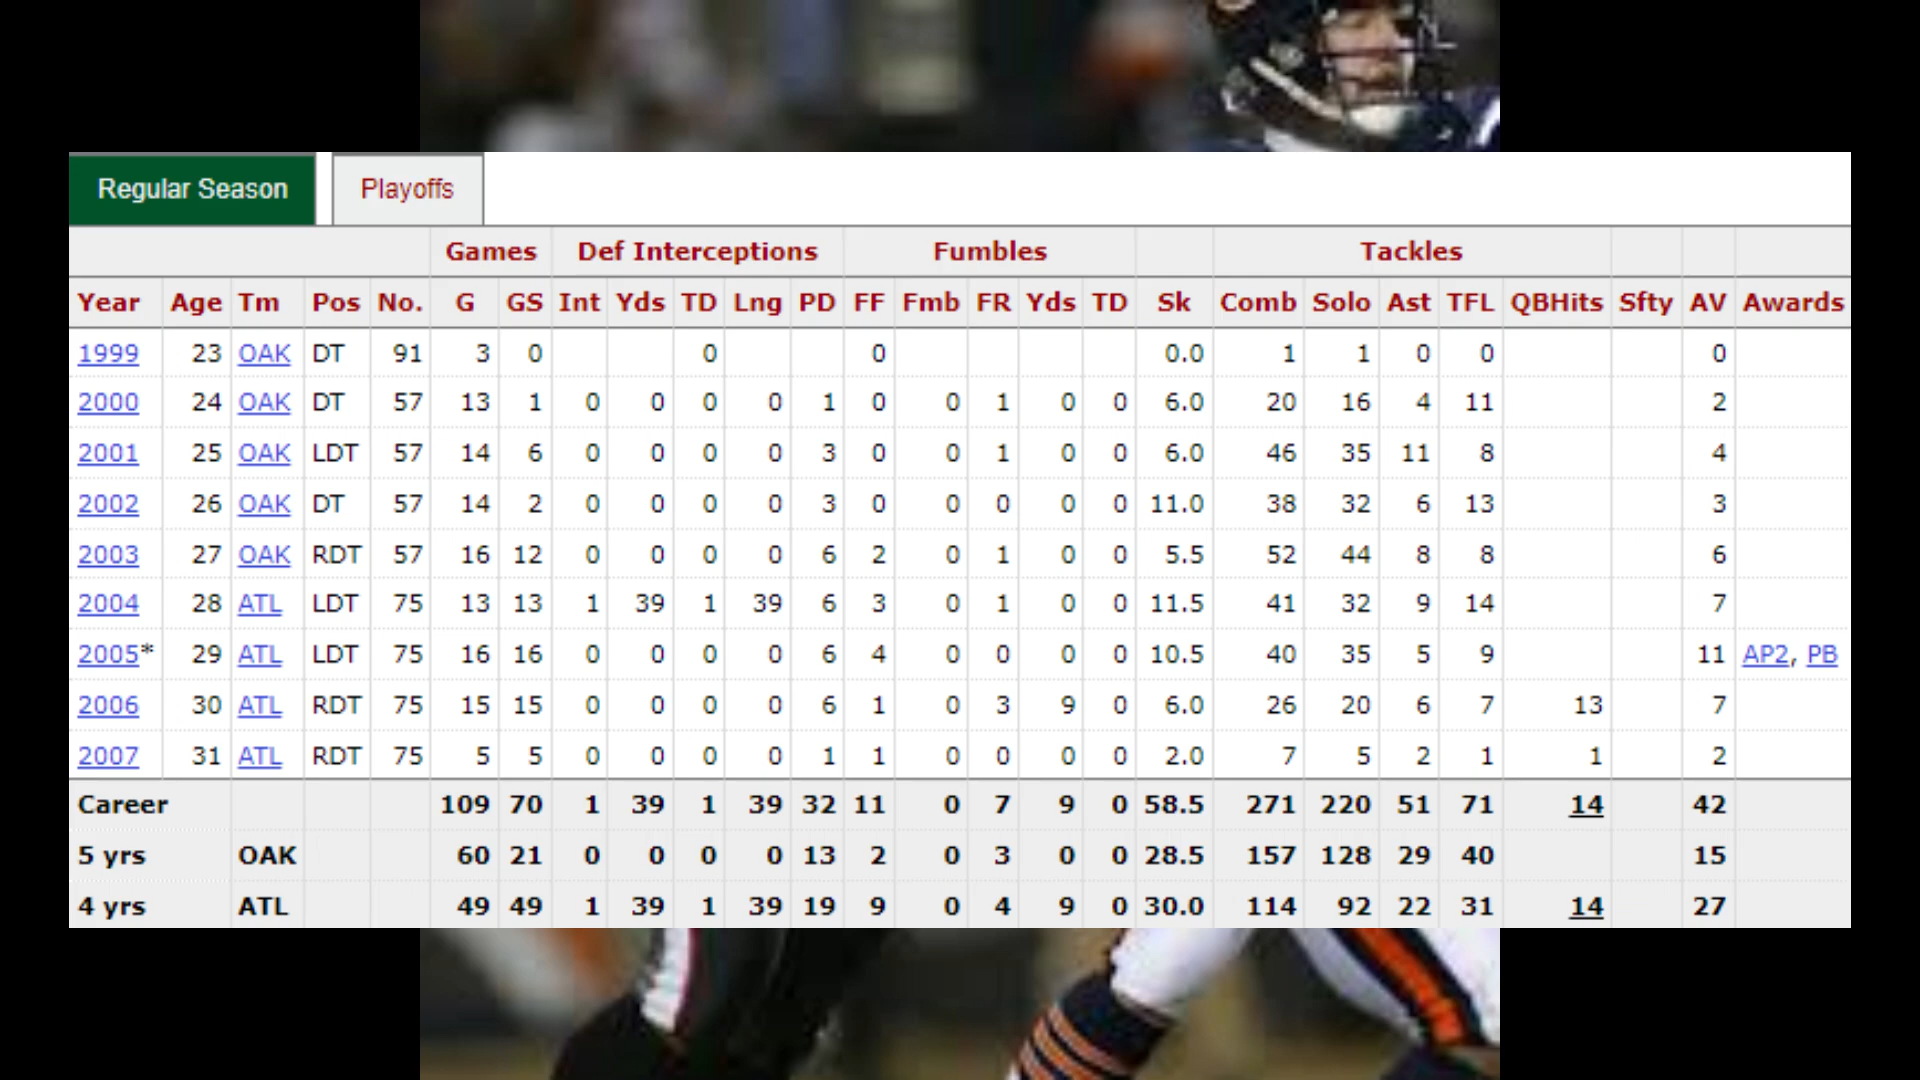 Regular Season Playoffs
Games Def Interceptions Fumbles Tackles
Year Age Tm Pos No. G GS Int Yds TD Lng PD FF Fmb FR Yds TD Sk Comb Solo Ast TFL QBHits Sfty AV Awards
1999 23 OAK DT 91 3 0 0 0 0.0 1 1 0 0 0
2000 24 OAK DT 57 13 1 0 0 0 0 1 0 0 1 0 0 6.0 20 16 4 11 2
2001 25 OAK LDT 57 14 6 0 0 0 0 3 0 0 1 0 0 6.0 46 35 11 8 4
2002 26 OAK DT 57 14 2 0 0 0 0 3 0 0 0 0 0 11.0 38 32 6 13 3
2003 27 OAK RDT 57 16 12 0 0 0 0 6 2 0 1 0 0 5.5 52 44 8 8 6
2004 28 ATL LDT 75 13 13 1 39 1 39 6 3 0 1 0 0 11.5 41 32 9 14 7
2005* 29 ATL LDT 75 16 16 0 0 0 0 6 4 0 0 0 0 10.5 40 35 5 9 11 AP2, PB
2006 30 ATL RDT 75 15 15 0 0 0 0 6 1 0 3 9 0 6.0 26 20 6 7 13 7
2007 31 ATL RDT 75 5 5 0 0 0 0 1 1 0 0 0 0 2.0 7 5 2 1 1 2
Career 109 70 1 39 1 39 32 11 0 7 9 0 58.5 271 220 51 71 14 42
5 yrs OAK 60 21 0 0 0 0 13 2 0 3 0 0 28.5 157 128 29 40 15
4 yrs ATL 49 49 1 39 1 39 19 9 0 4 9 0 30.0 114 92 22 31 14 27